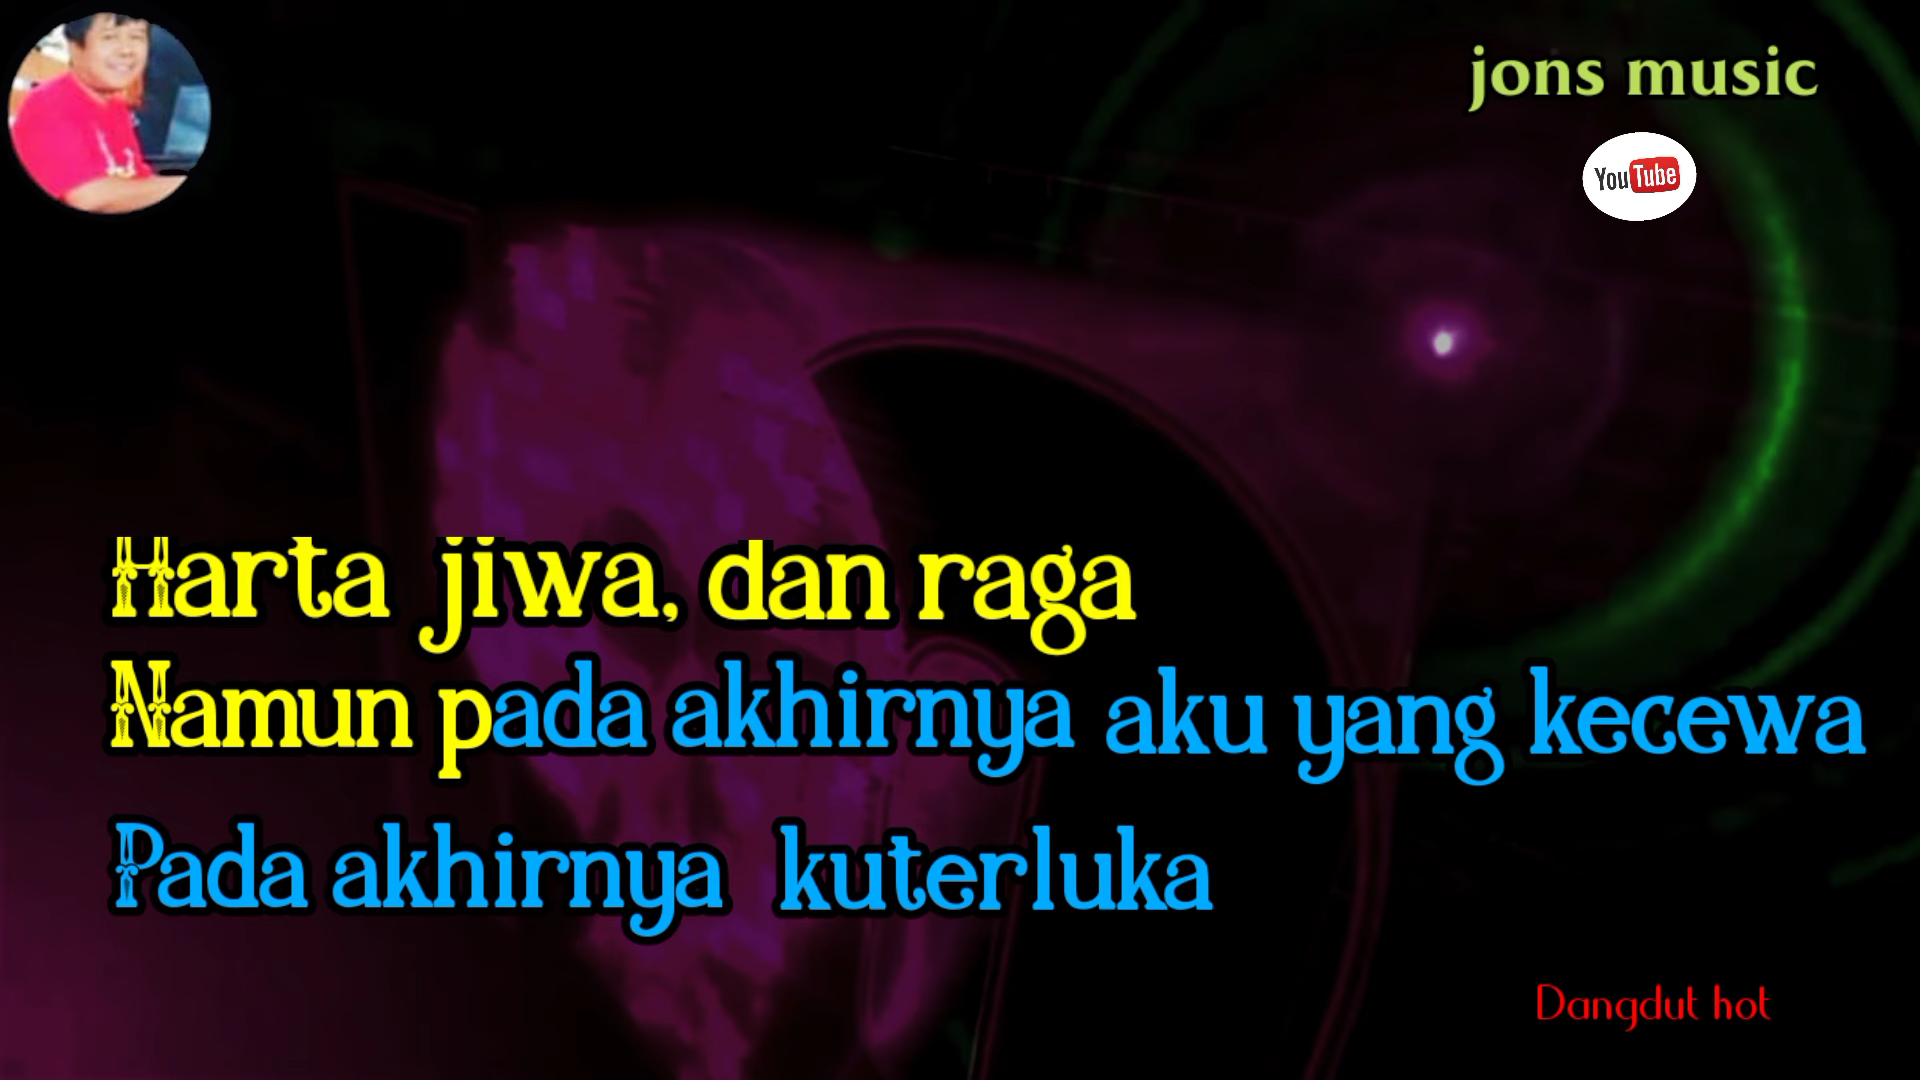 jons music
YouTube
Harta jiwa, dan raga
Namun pada akhirnya aku yang kecewa
Pada akhirnya kuterluka
Dangdut hot